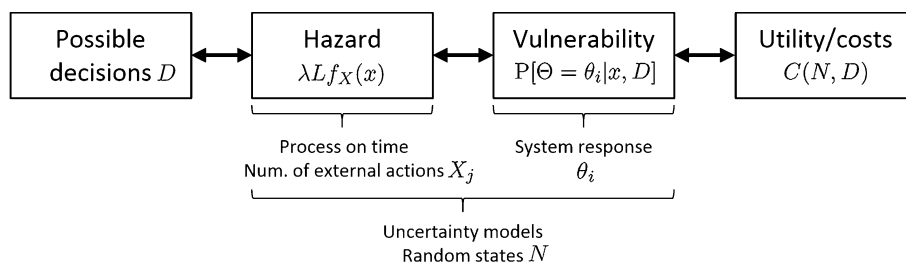 Possible
decisions D
Hazard
λLf_X(x)
Vulnerability
P[Θ = θ_i|x, D]
Utility/costs
C(N, D)
Process on time
Num. of external actions X_j
System response
θ_i
Uncertainty models
Random states N